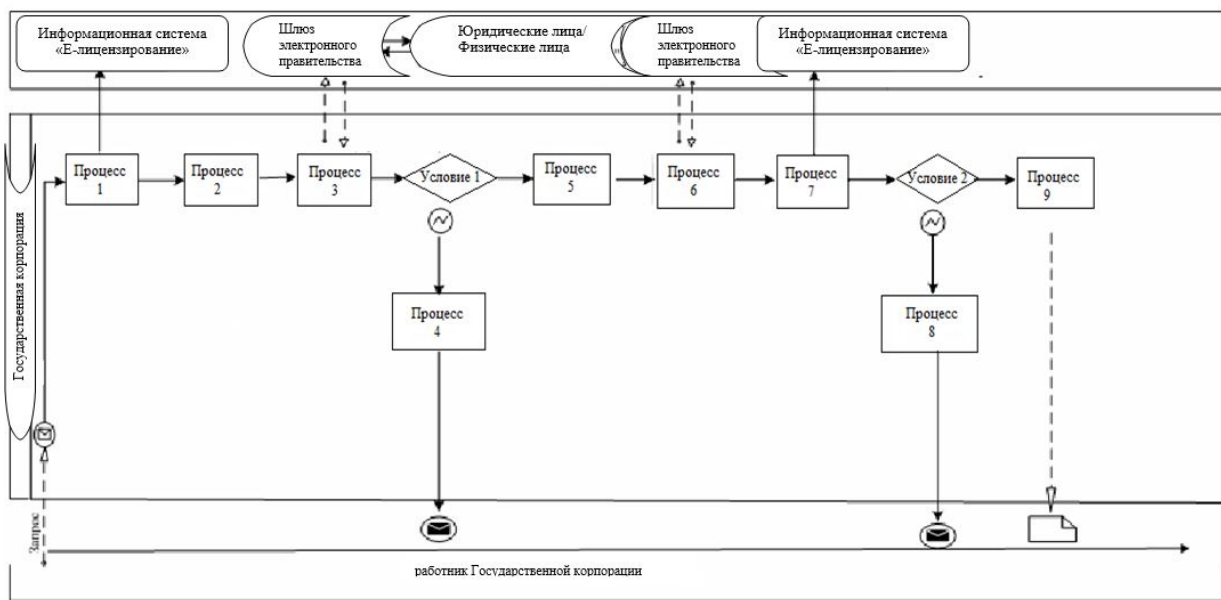 Информационная система
«Е-лицензирование»
Шлюз
электронного
правительства
Юридические лица/
Физические лица
Шлюз
электронного
правительства
Информационная система
«Е-лицензирование»
Государственная корпорация
Процесс
1
Процесс
2
Процесс
3
Условие 1
Процесс
5
Процесс
6
Процесс
7
Условие 2
Процесс
9
Процесс
4
Процесс
8
Запрос
работник Государственной корпорации